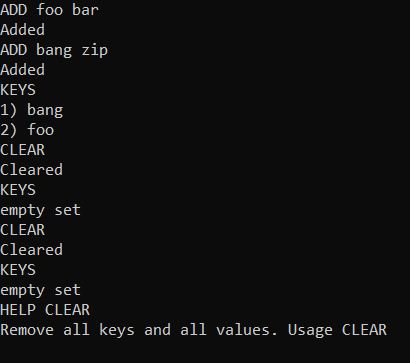 ADD foo bar
Added
ADD bang zip
Added
KEYS
1) bang
2) foo
CLEAR
Cleared
KEYS
empty set
CLEAR
Cleared
KEYS
empty set
HELP CLEAR
Remove all keys and all values. Usage CLEAR